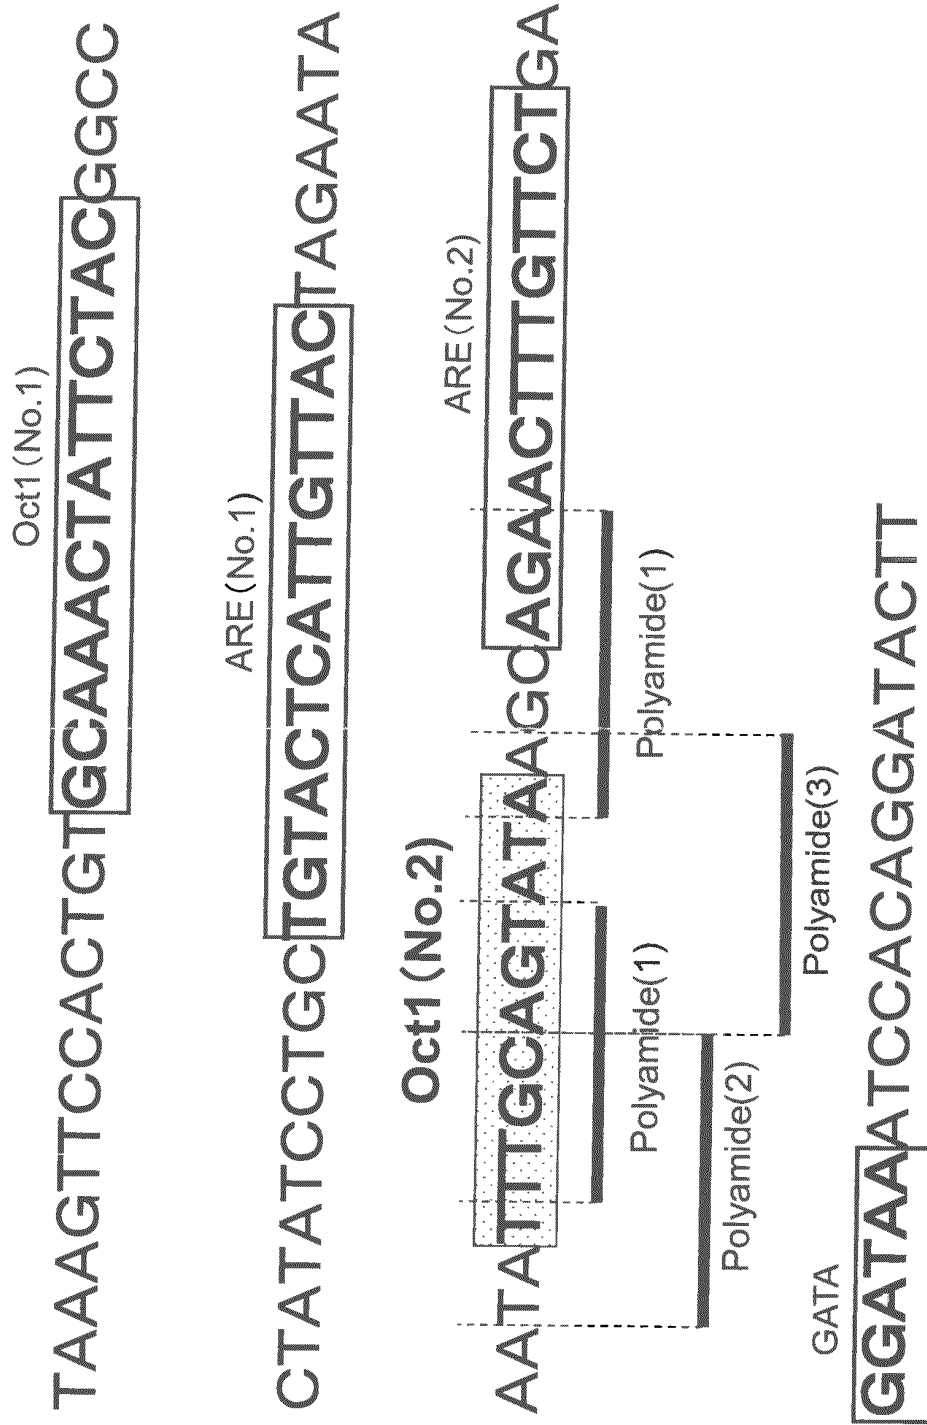 Oct1(No.1)
TAAAGTTCCACTGTGCAAACTATTCTACGGCC
ARE(No.1)
CTATATCCTGCTGTACTCATTGTTACTAGAATA
Oct1(No.2) ARE(No.2)
AATATTTGCAGTATAAGCAGAACTTTGTTCTGA
Polyamide(1) Polyamide(1)
Polyamide(2)
Polyamide(3)
GATA
GGATAAATCCACAGGATACTT